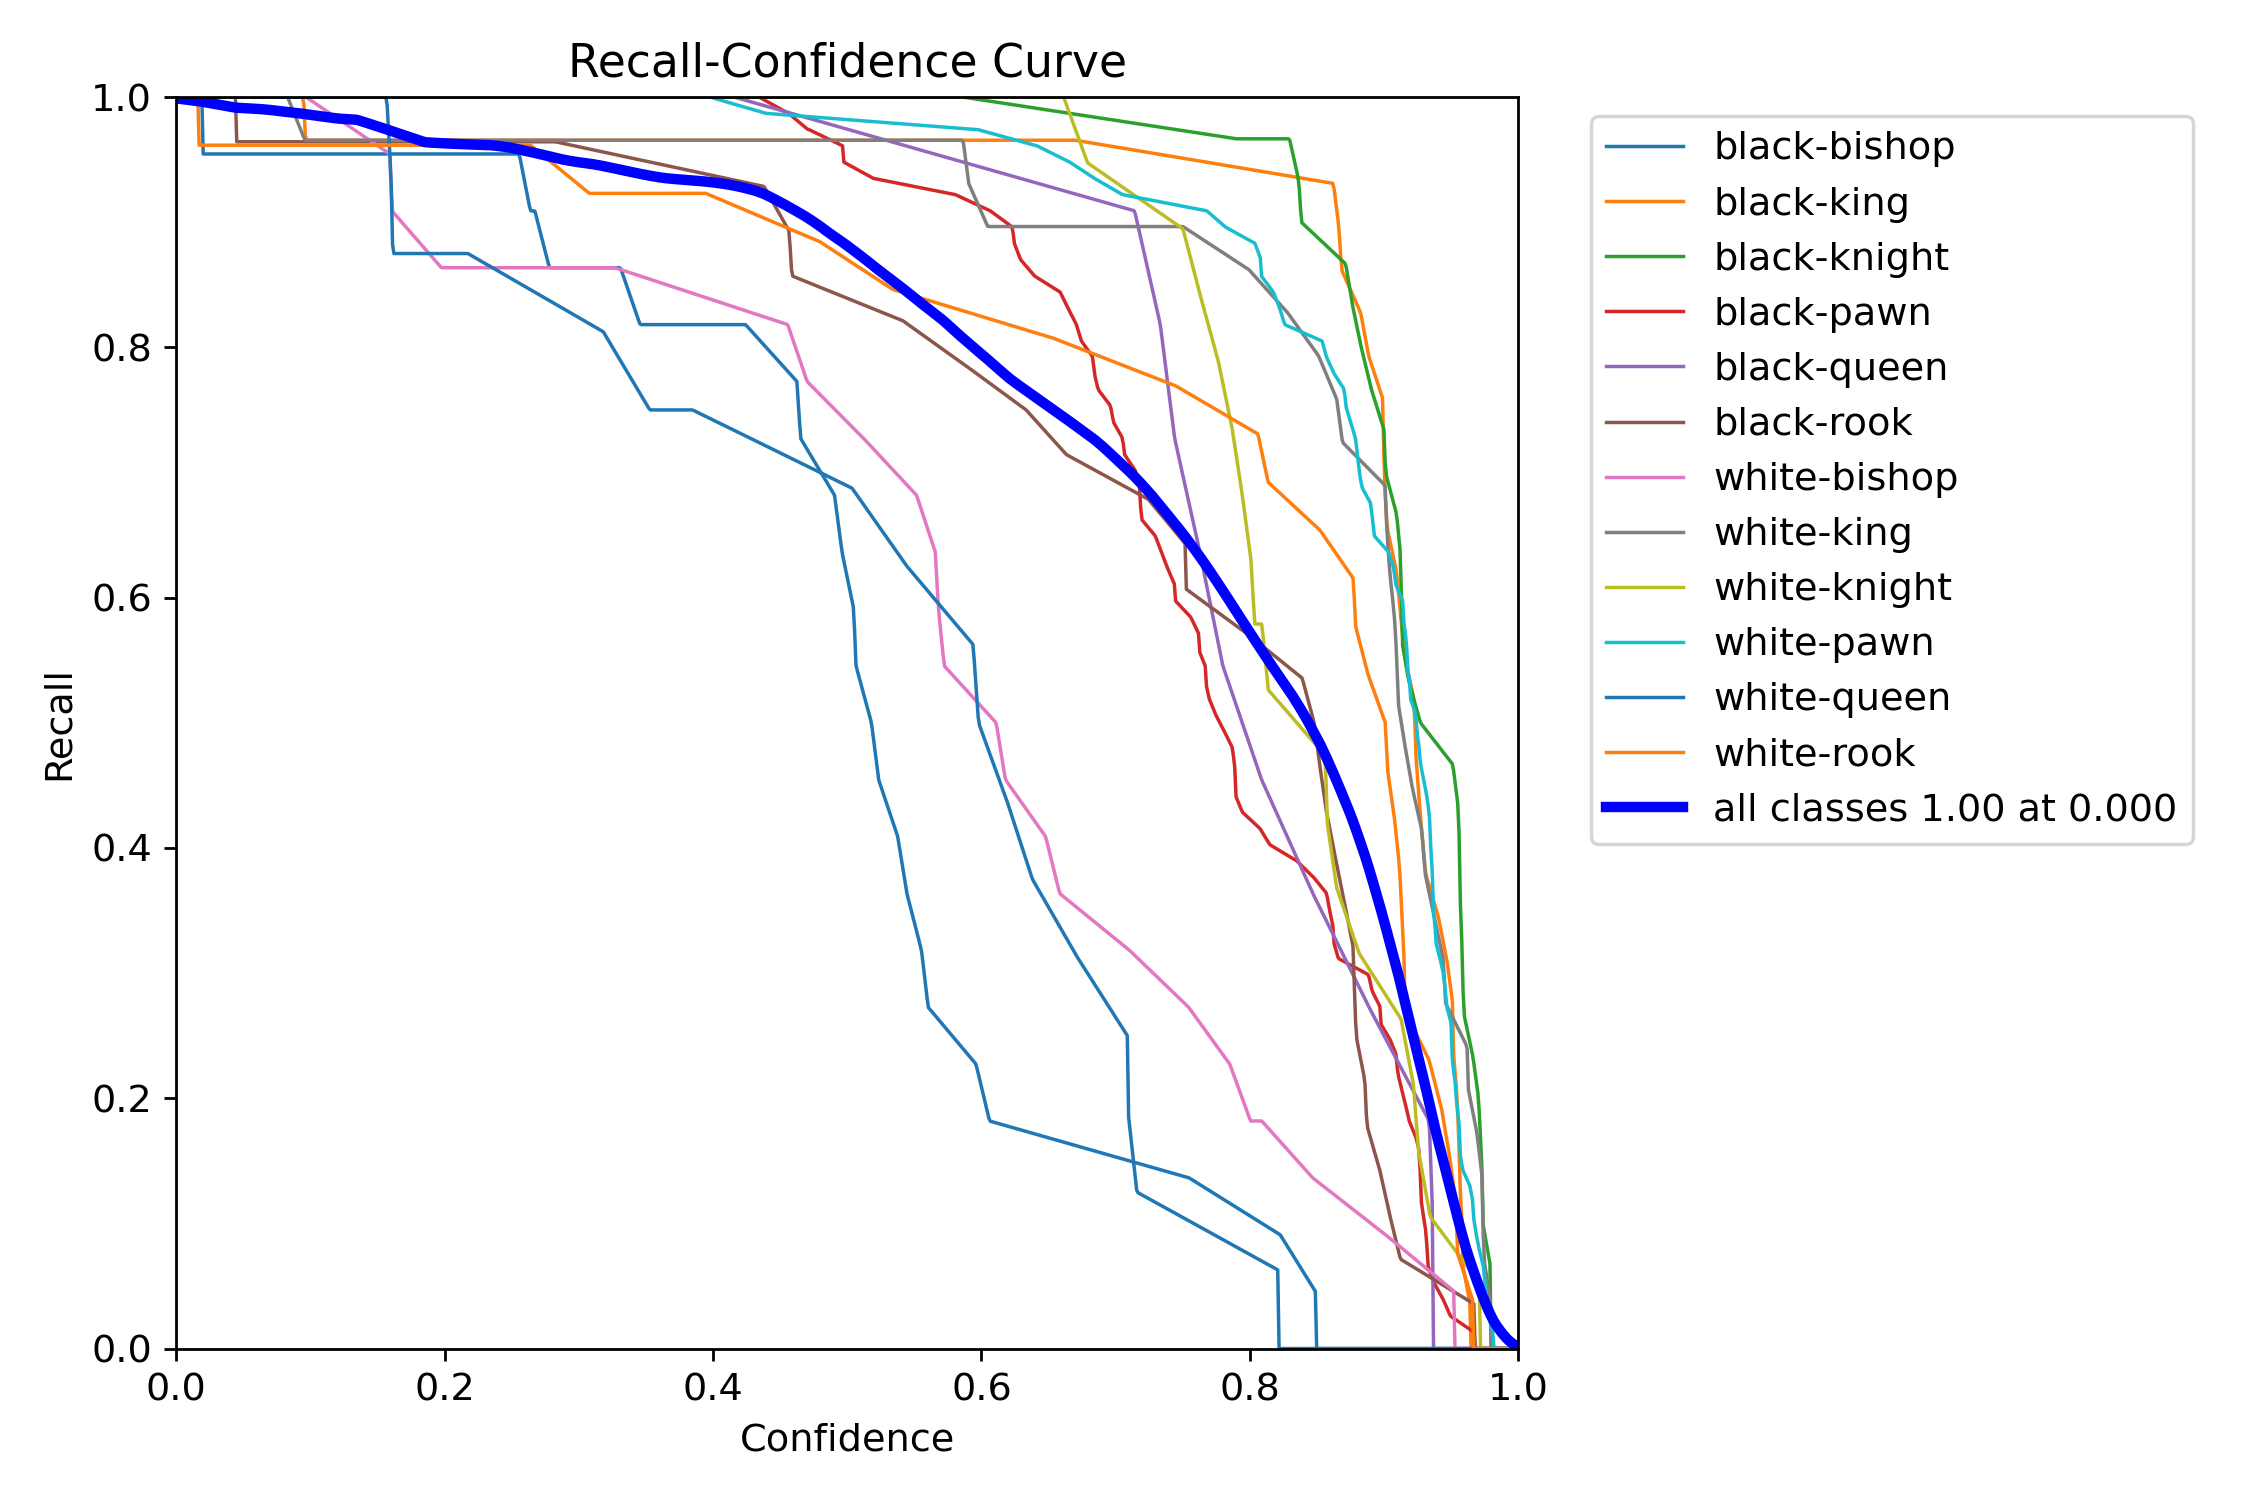 Recall-Confidence Curve
1.0
0.8
0.6
0.4
0.2
0.0
Recall
0.0 0.2 0.4 0.6 0.8 1.0
Confidence
black-bishop
black-king
black-knight
black-pawn
black-queen
black-rook
white-bishop
white-king
white-knight
white-pawn
white-queen
white-rook
all classes 1.00 at 0.000